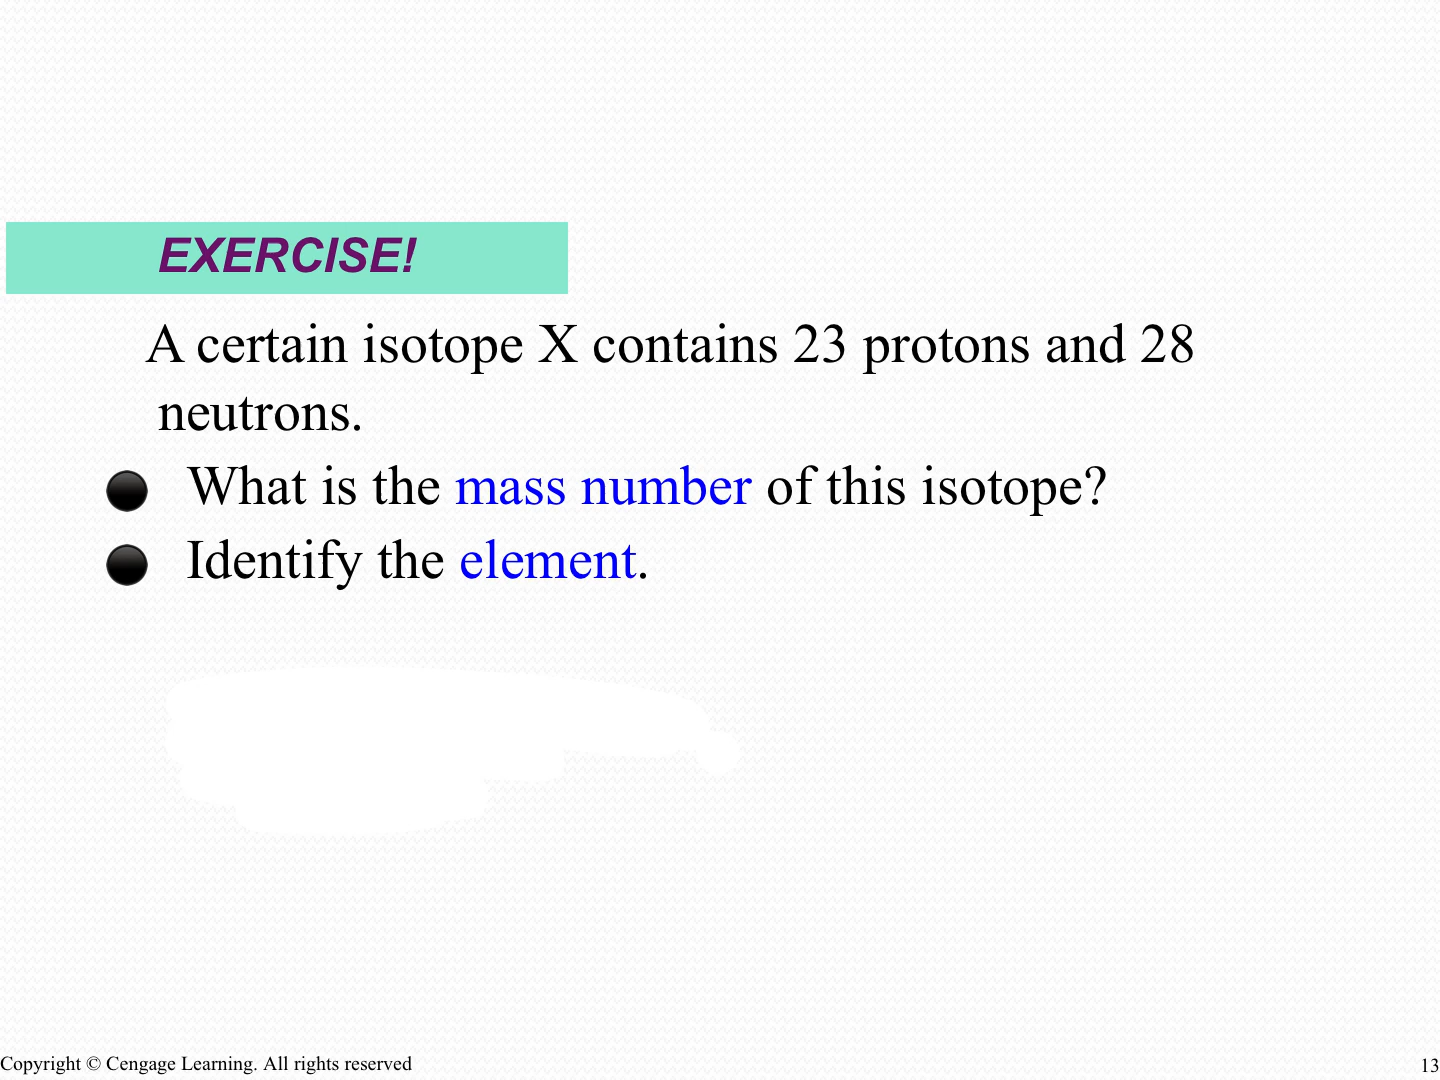 EXERCISE!
A certain isotope X contains 23 protons and 28
neutrons.
What is the mass number of this isotope?
Identify the element.
Copyright © Cengage Learning. All rights reserved
13